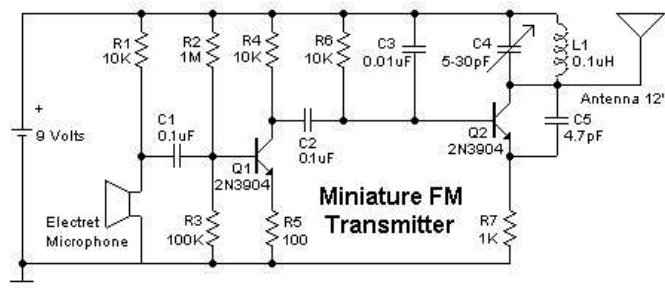 R1
10K
R2
1M
R4
10K
R6
10K
C3
0.01uF
C4
5-30pF
L1
0.1uH
+
9 Volts
C1
0.1uF
C2
0.1uF
Q1
2N3904
Q2
2N3904
Antenna 12'
C5
4.7pF
Electret
Microphone
R3
100K
R5
100
Miniature FM
Transmitter
R7
1K